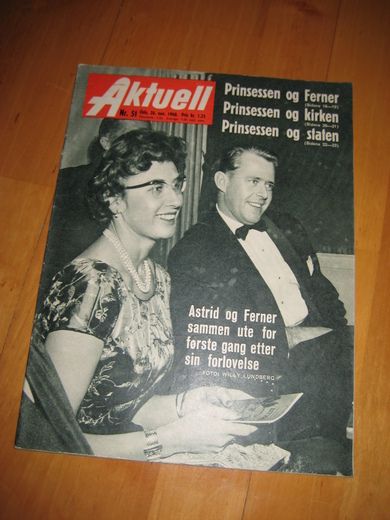 Aktuell
Nr. 51
Prinsessen og Ferner
Prinsessen og kirken
Prinsessen og staten
Astrid og Ferner
sammen ute for
første gang etter
sin forlovelse
FOTO: WILLY LUNDBERG